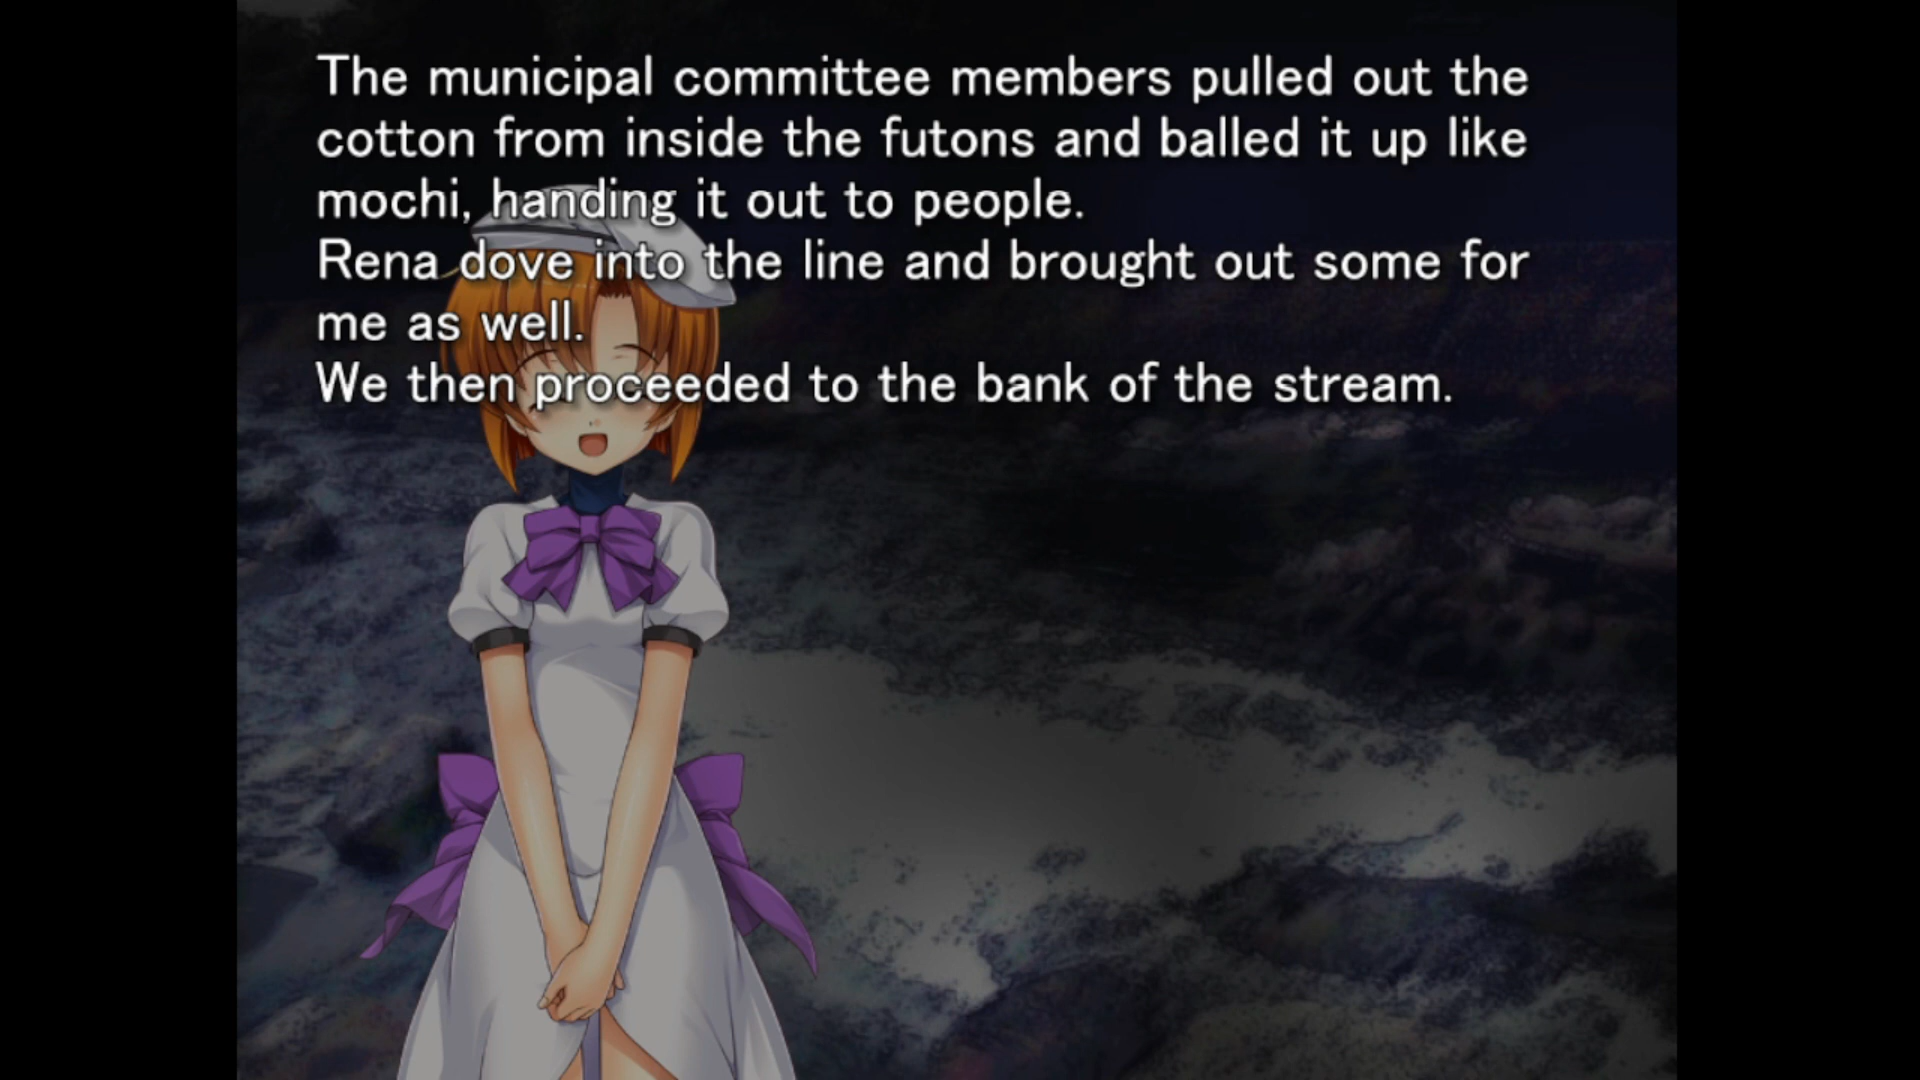 The municipal committee members pulled out the
cotton from inside the futons and balled it up like
mochi, handing it out to people.
Rena dove into the line and brought out some for
me as well.
We then proceeded to the bank of the stream.